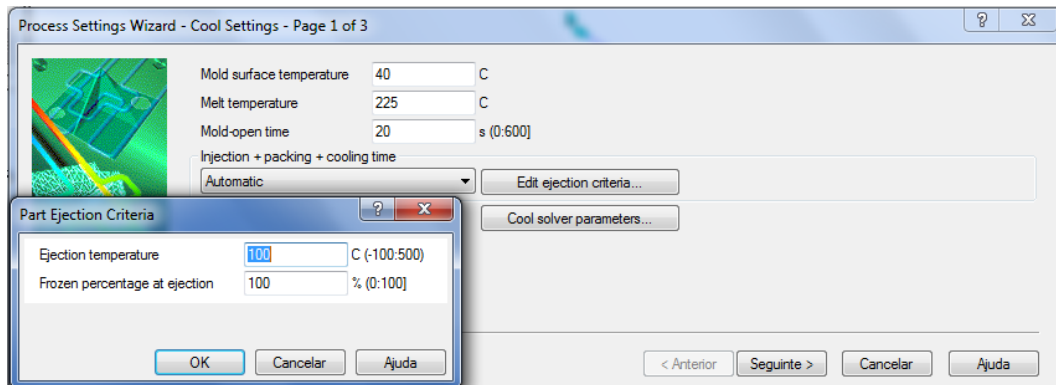 Process Settings Wizard - Cool Settings - Page 1 of 3
Mold surface temperature 40 C
Melt temperature 225 C
Mold-open time 20 s (0:600]
Injection + packing + cooling time
Automatic Edit ejection criteria...
Cool solver parameters...
Part Ejection Criteria
Ejection temperature 100 C (-100:500)
Frozen percentage at ejection 100 % (0:100]
OK Cancelar Ajuda
< Anterior Seguinte > Cancelar Ajuda